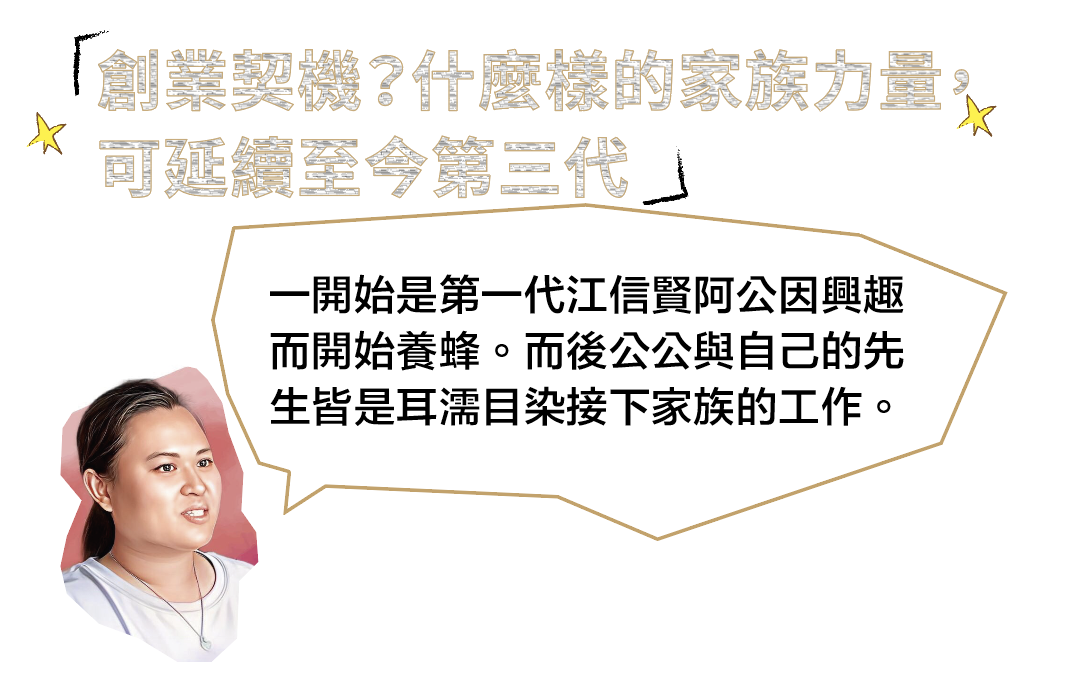 「創業契機？什麼樣的家族力量，
可延續至今第三代」
一開始是第一代江信賢阿公因興趣
而開始養蜂。而後公公與自己的先
生皆是耳濡目染接下家族的工作。